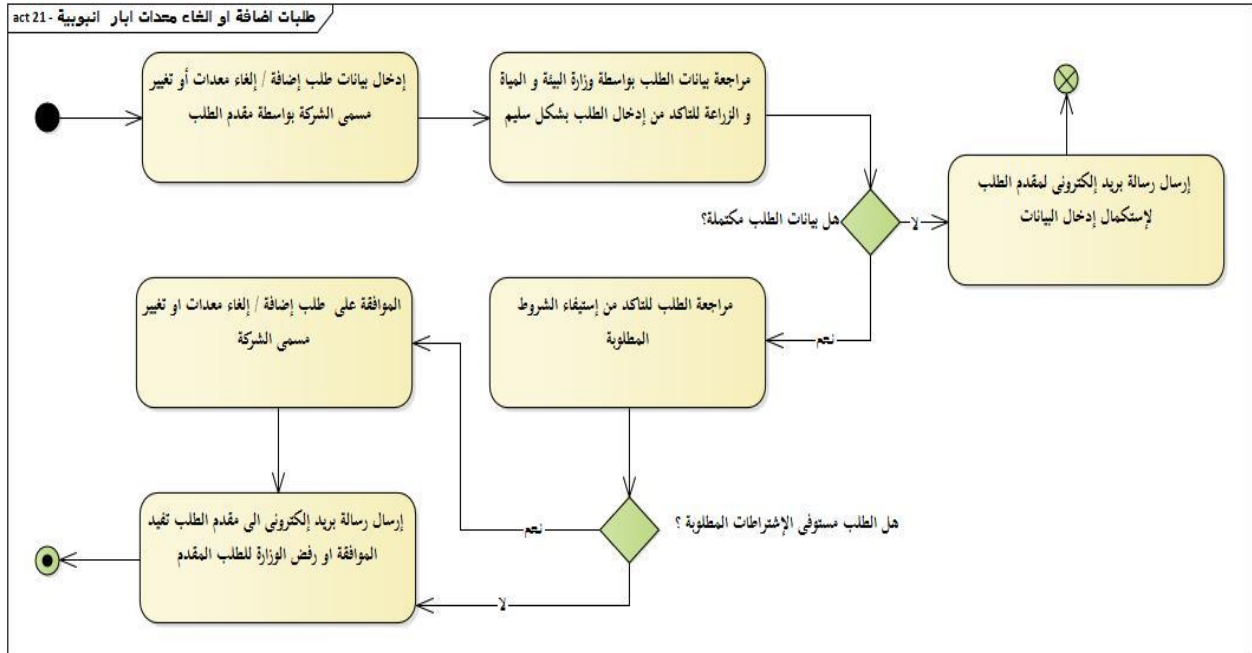 act 21 - طلبات اضافة او الغاء معدات ابار انبوبية
إدخال بيانات طلب إضافة / إلغاء معدات أو تغيير
مسمى الشركة بواسطة مقدم الطلب
مراجعة بيانات الطلب بواسطة وزارة البيئة و المياة
و الزراعة للتاكد من إدخال الطلب بشكل سليم
هل بيانات الطلب مكتملة؟
لا
إرسال رسالة بريد إلكترونى لمقدم الطلب
لإستكمال إدخال البيانات
نعم
مراجعة الطلب للتاكد من إستيفاء الشروط
المطلوبة
هل الطلب مستوفى الإشتراطات المطلوبة ؟
نعم
الموافقة على طلب إضافة / إلغاء معدات او تغيير
مسمى الشركة
لا
إرسال رسالة بريد إلكترونى الى مقدم الطلب تفيد
الموافقة او رفض الوزارة للطلب المقدم